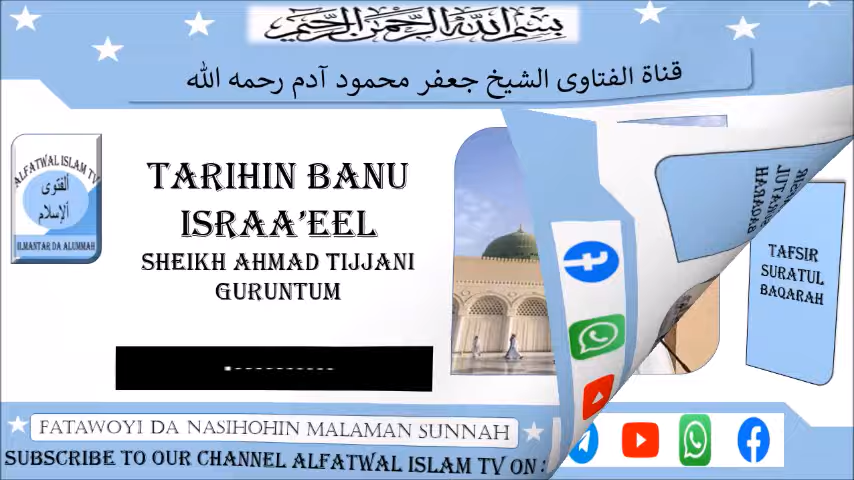 بسم الله الرحمن الرحيم
قناة الفتاوى الشيخ جعفر محمود آدم رحمه الله
ALFATWAL ISLAM TV
الفتوى
الإسلام
ILMANTAR DA ALUMMAH
TARIHIN BANU
ISRAA'EEL
SHEIKH AHMAD TIJJANI
GURUNTUM
TAFSIR
SURATUL
BAQARAH
FATAWOYI DA NASIHOHIN MALAMAN SUNNAH
SUBSCRIBE TO OUR CHANNEL ALFATWAL ISLAM TV ON :